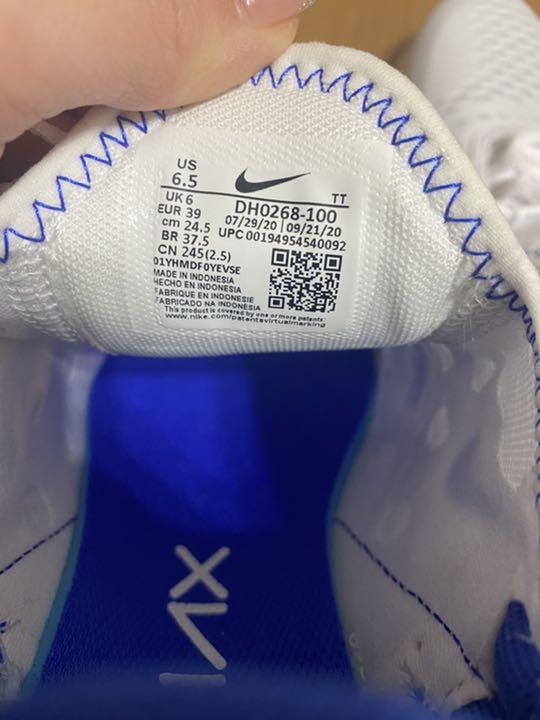 US
6.5
UK 6
EUR 39
cm 24.5
BR 37.5
CN 245(2.5)
TT
DH0268-100
07/29/20 | 09/21/20
UPC 00194954540092
01YHMDF0YEVSE
MADE IN INDONESIA
HECHO EN INDONESIA
FABRIQUE EN INDONESIE
FABRICADO NA INDONÉSIA
This product is covered by one or more patents:
www.nike.com/patentsvirtualmarking